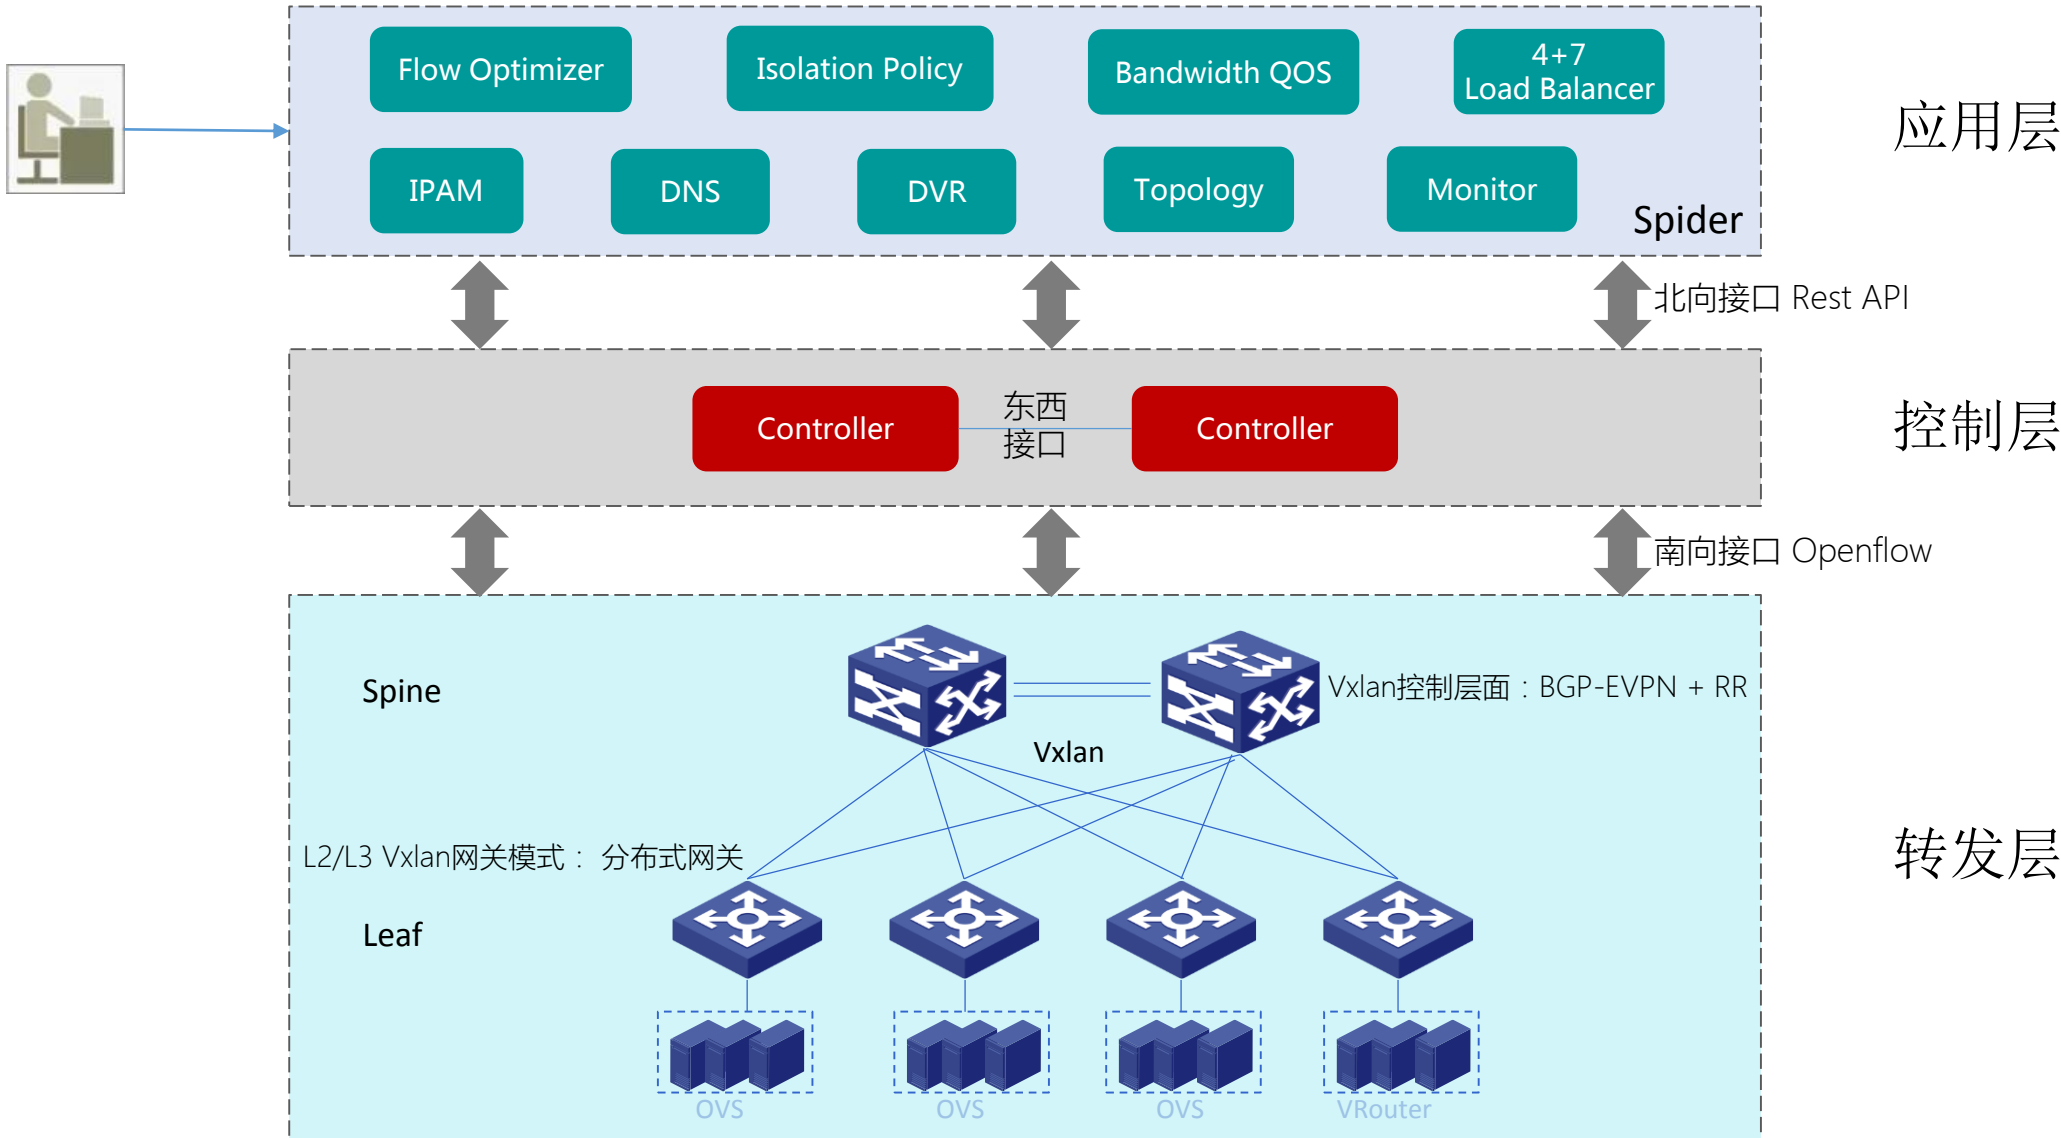 Flow Optimizer
Isolation Policy
Bandwidth QOS
4+7
Load Balancer
应用层
IPAM
DNS
DVR
Topology
Monitor
Spider
北向接口 Rest API
Controller
东西
接口
Controller
控制层
南向接口 Openflow
Spine
Vxlan控制层面：BGP-EVPN + RR
Vxlan
L2/L3 Vxlan网关模式： 分布式网关
转发层
Leaf
OVS
OVS
OVS
VRouter